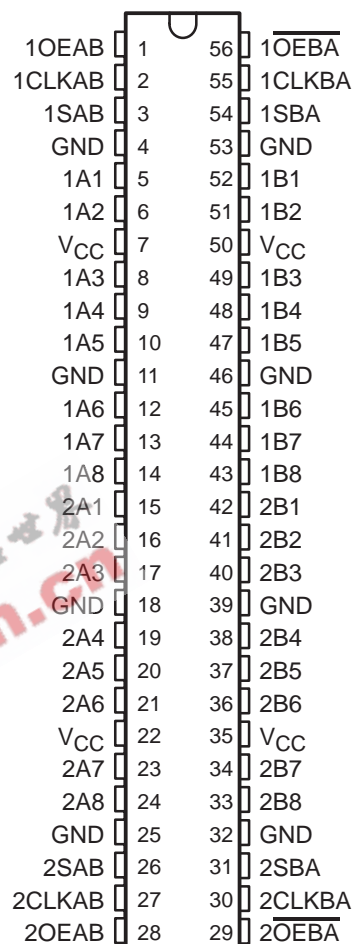 1OEAB 1 56 1O̅E̅B̅A̅
1CLKAB 2 55 1CLKBA
1SAB 3 54 1SBA
GND 4 53 GND
1A1 5 52 1B1
1A2 6 51 1B2
VCC 7 50 VCC
1A3 8 49 1B3
1A4 9 48 1B4
1A5 10 47 1B5
GND 11 46 GND
1A6 12 45 1B6
1A7 13 44 1B7
1A8 14 43 1B8
2A1 15 42 2B1
2A2 16 41 2B2
2A3 17 40 2B3
GND 18 39 GND
2A4 19 38 2B4
2A5 20 37 2B5
2A6 21 36 2B6
VCC 22 35 VCC
2A7 23 34 2B7
2A8 24 33 2B8
GND 25 32 GND
2SAB 26 31 2SBA
2CLKAB 27 30 2CLKBA
2OEAB 28 29 2O̅E̅B̅A̅